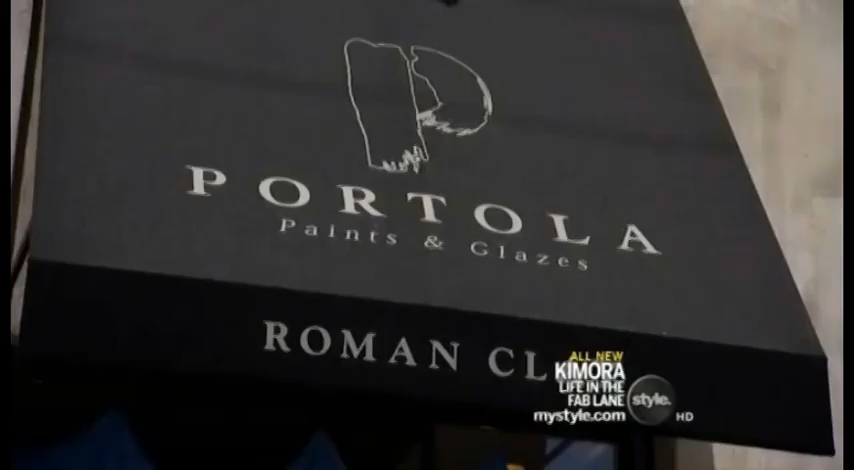 P
PORTOLA
Paints & Glazes
ROMAN CL
ALL NEW
KIMORA
LIFE IN THE
FAB LANE
style.
mystyle.com
HD